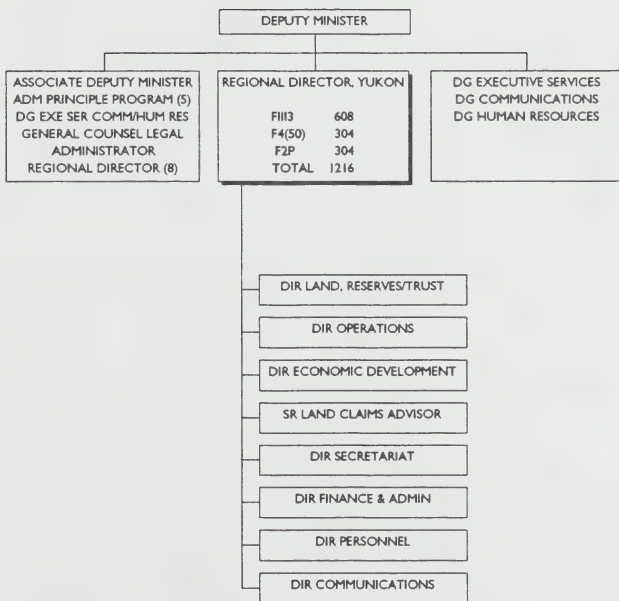 DEPUTY MINISTER
ASSOCIATE DEPUTY MINISTER
ADM PRINCIPLE PROGRAM (5)
DG EXE SER COMM/HUM RES
GENERAL COUNSEL LEGAL
ADMINISTRATOR
REGIONAL DIRECTOR (8)
REGIONAL DIRECTOR, YUKON
FIII3 608
F4(50) 304
F2P 304
TOTAL 1216
DG EXECUTIVE SERVICES
DG COMMUNICATIONS
DG HUMAN RESOURCES
DIR LAND, RESERVES/TRUST
DIR OPERATIONS
DIR ECONOMIC DEVELOPMENT
SR LAND CLAIMS ADVISOR
DIR SECRETARIAT
DIR FINANCE & ADMIN
DIR PERSONNEL
DIR COMMUNICATIONS